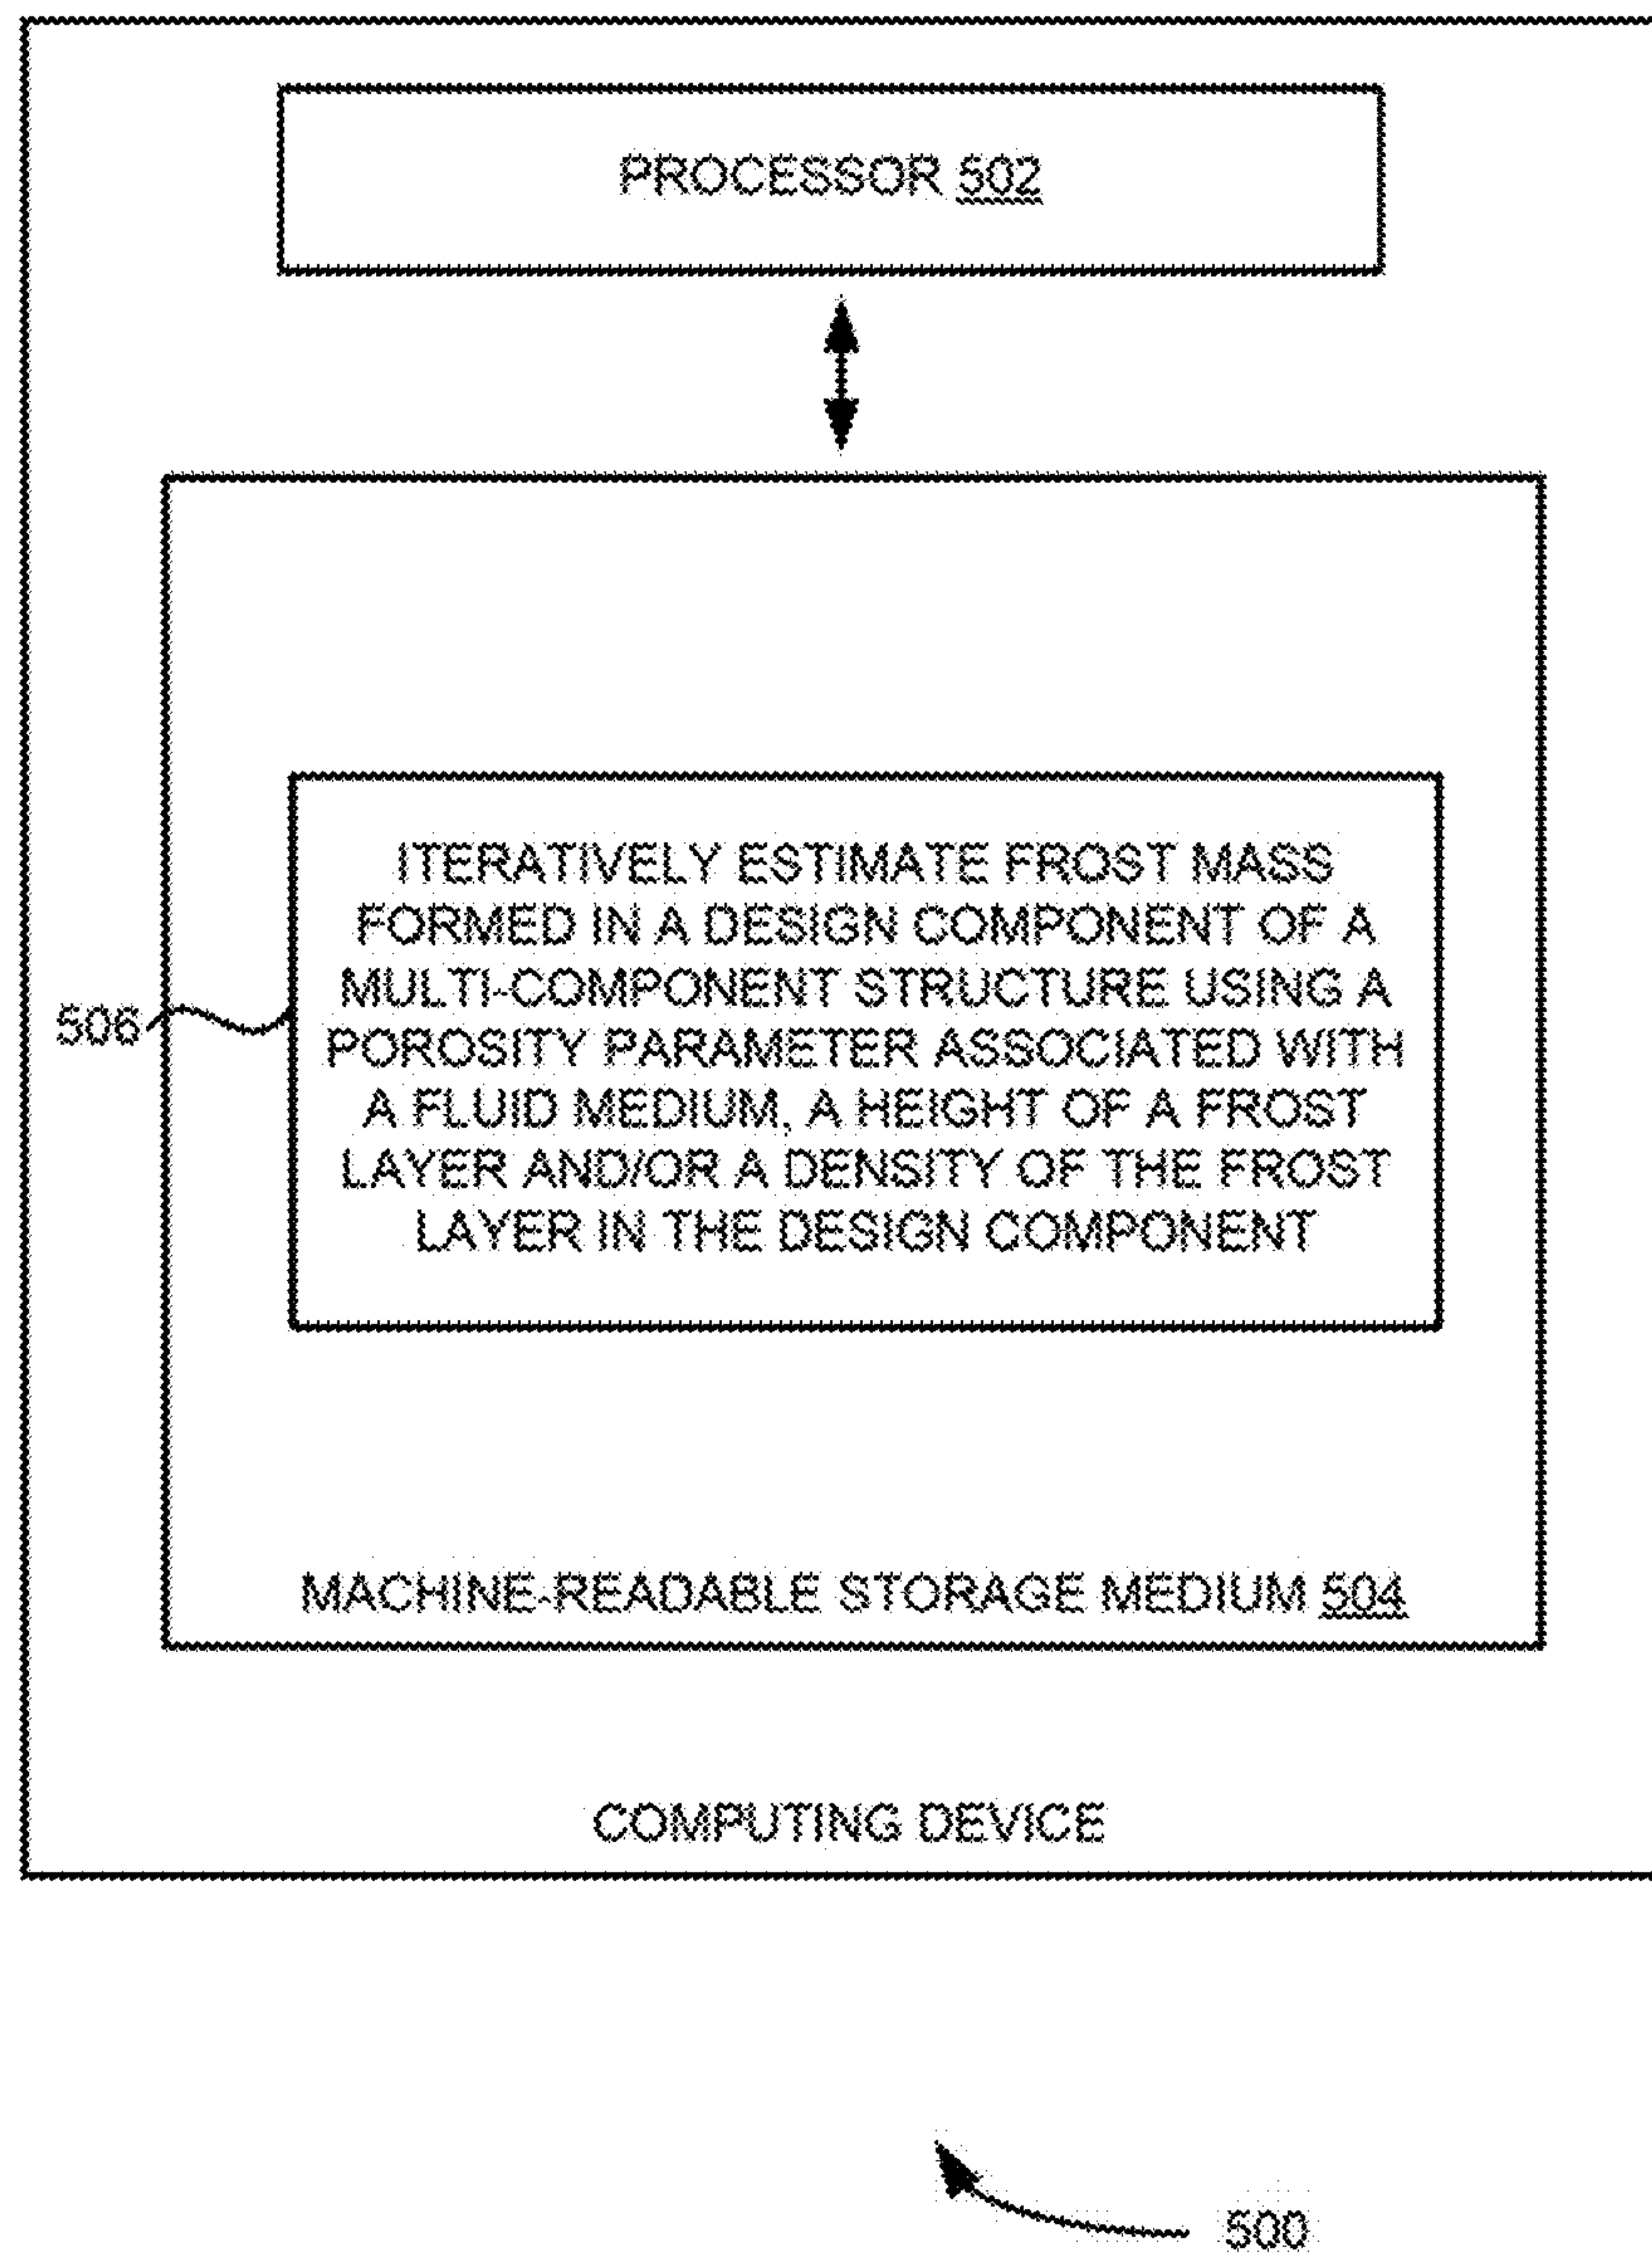 PROCESSOR 502
ITERATIVELY ESTIMATE FROST MASS
FORMED IN A DESIGN COMPONENT OF A
MULTI-COMPONENT STRUCTURE USING A
POROSITY PARAMETER ASSOCIATED WITH
A FLUID MEDIUM, A HEIGHT OF A FROST
LAYER AND/OR A DENSITY OF THE FROST
LAYER IN THE DESIGN COMPONENT
506
MACHINE-READABLE STORAGE MEDIUM 504
COMPUTING DEVICE
500